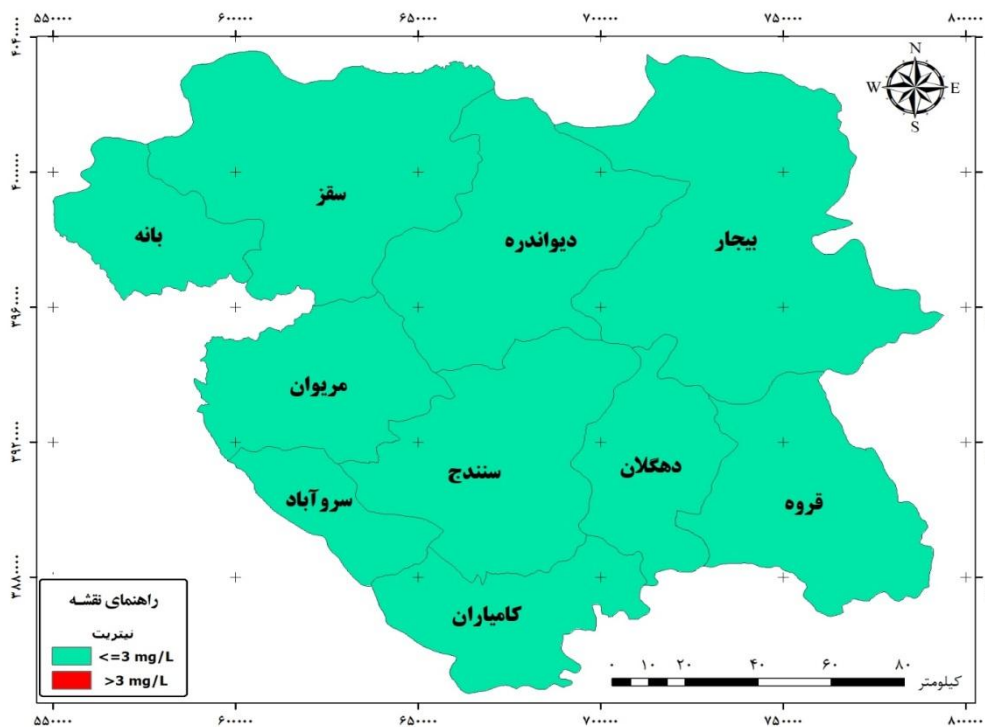 ۵۵۰۰۰۰ ۶۰۰۰۰۰ ۶۵۰۰۰۰ ۷۰۰۰۰۰ ۷۵۰۰۰۰ ۸۰۰۰۰۰
۴۰۴۰۰۰۰
۴۰۰۰۰۰۰
۳۹۶۰۰۰۰
۳۹۲۰۰۰۰
۳۸۸۰۰۰۰
N
W E
S
سقز
بانه
دیواندره
بیجار
مریوان
سنندج
دهگلان
سروآباد
قروه
کامیاران
راهنمای نقشه
نیتریت
<=3 mg/L
>3 mg/L
۰ ۱۰ ۲۰ ۴۰ ۶۰ ۸۰
کیلومتر
۵۵۰۰۰۰ ۶۰۰۰۰۰ ۶۵۰۰۰۰ ۷۰۰۰۰۰ ۷۵۰۰۰۰ ۸۰۰۰۰۰